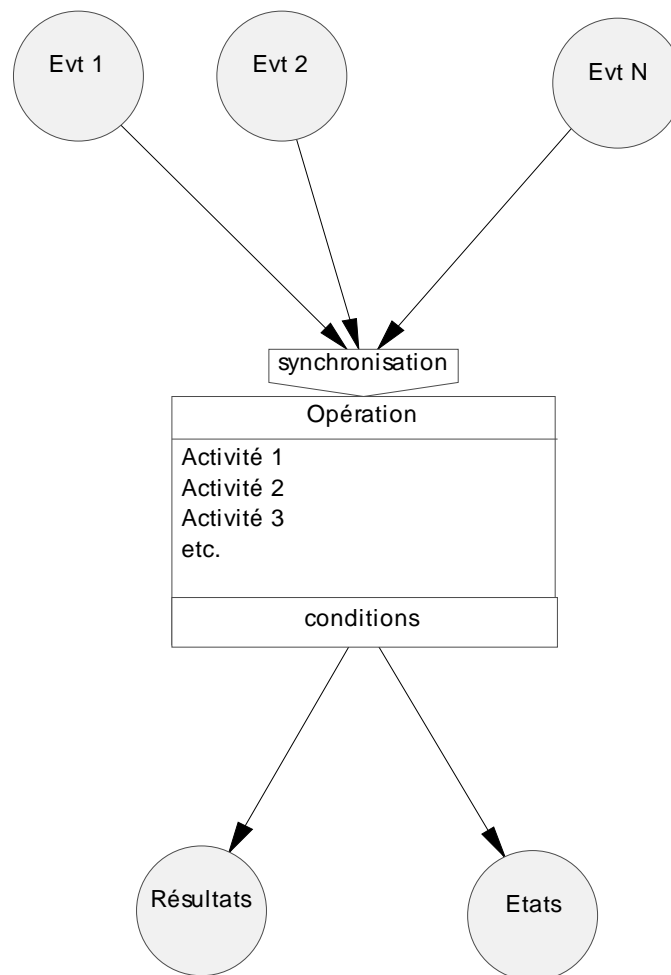 Evt 1
Evt 2
Evt N
synchronisation
Opération
Activité 1
Activité 2
Activité 3
etc.
conditions
Résultats
Etats